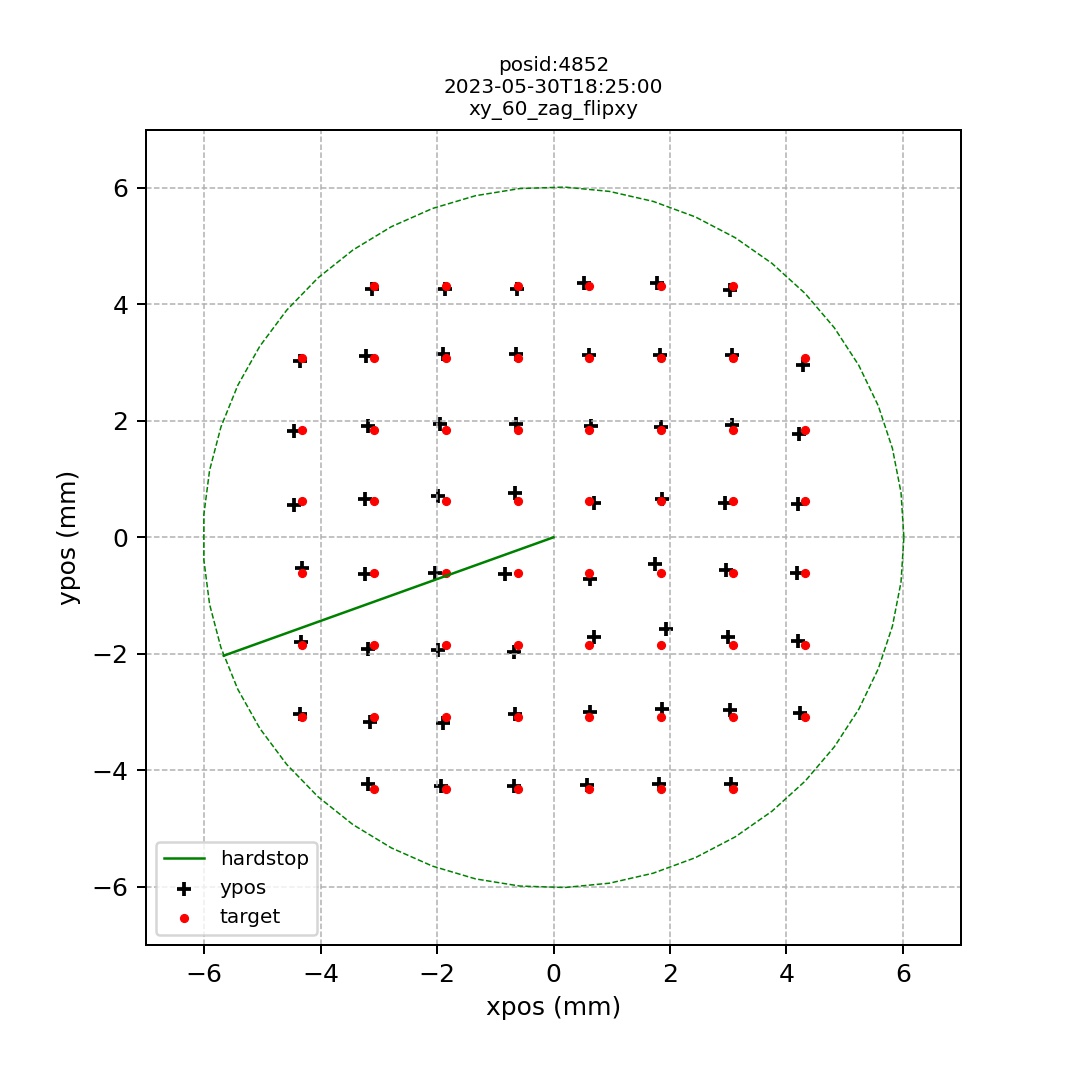 posid:4852
2023-05-30T18:25:00
xy_60_zag_flipxy
6
4
2
0
−2
−4
−6
ypos (mm)
hardstop
ypos
target
−6
−4
−2
0
2
4
6
xpos (mm)